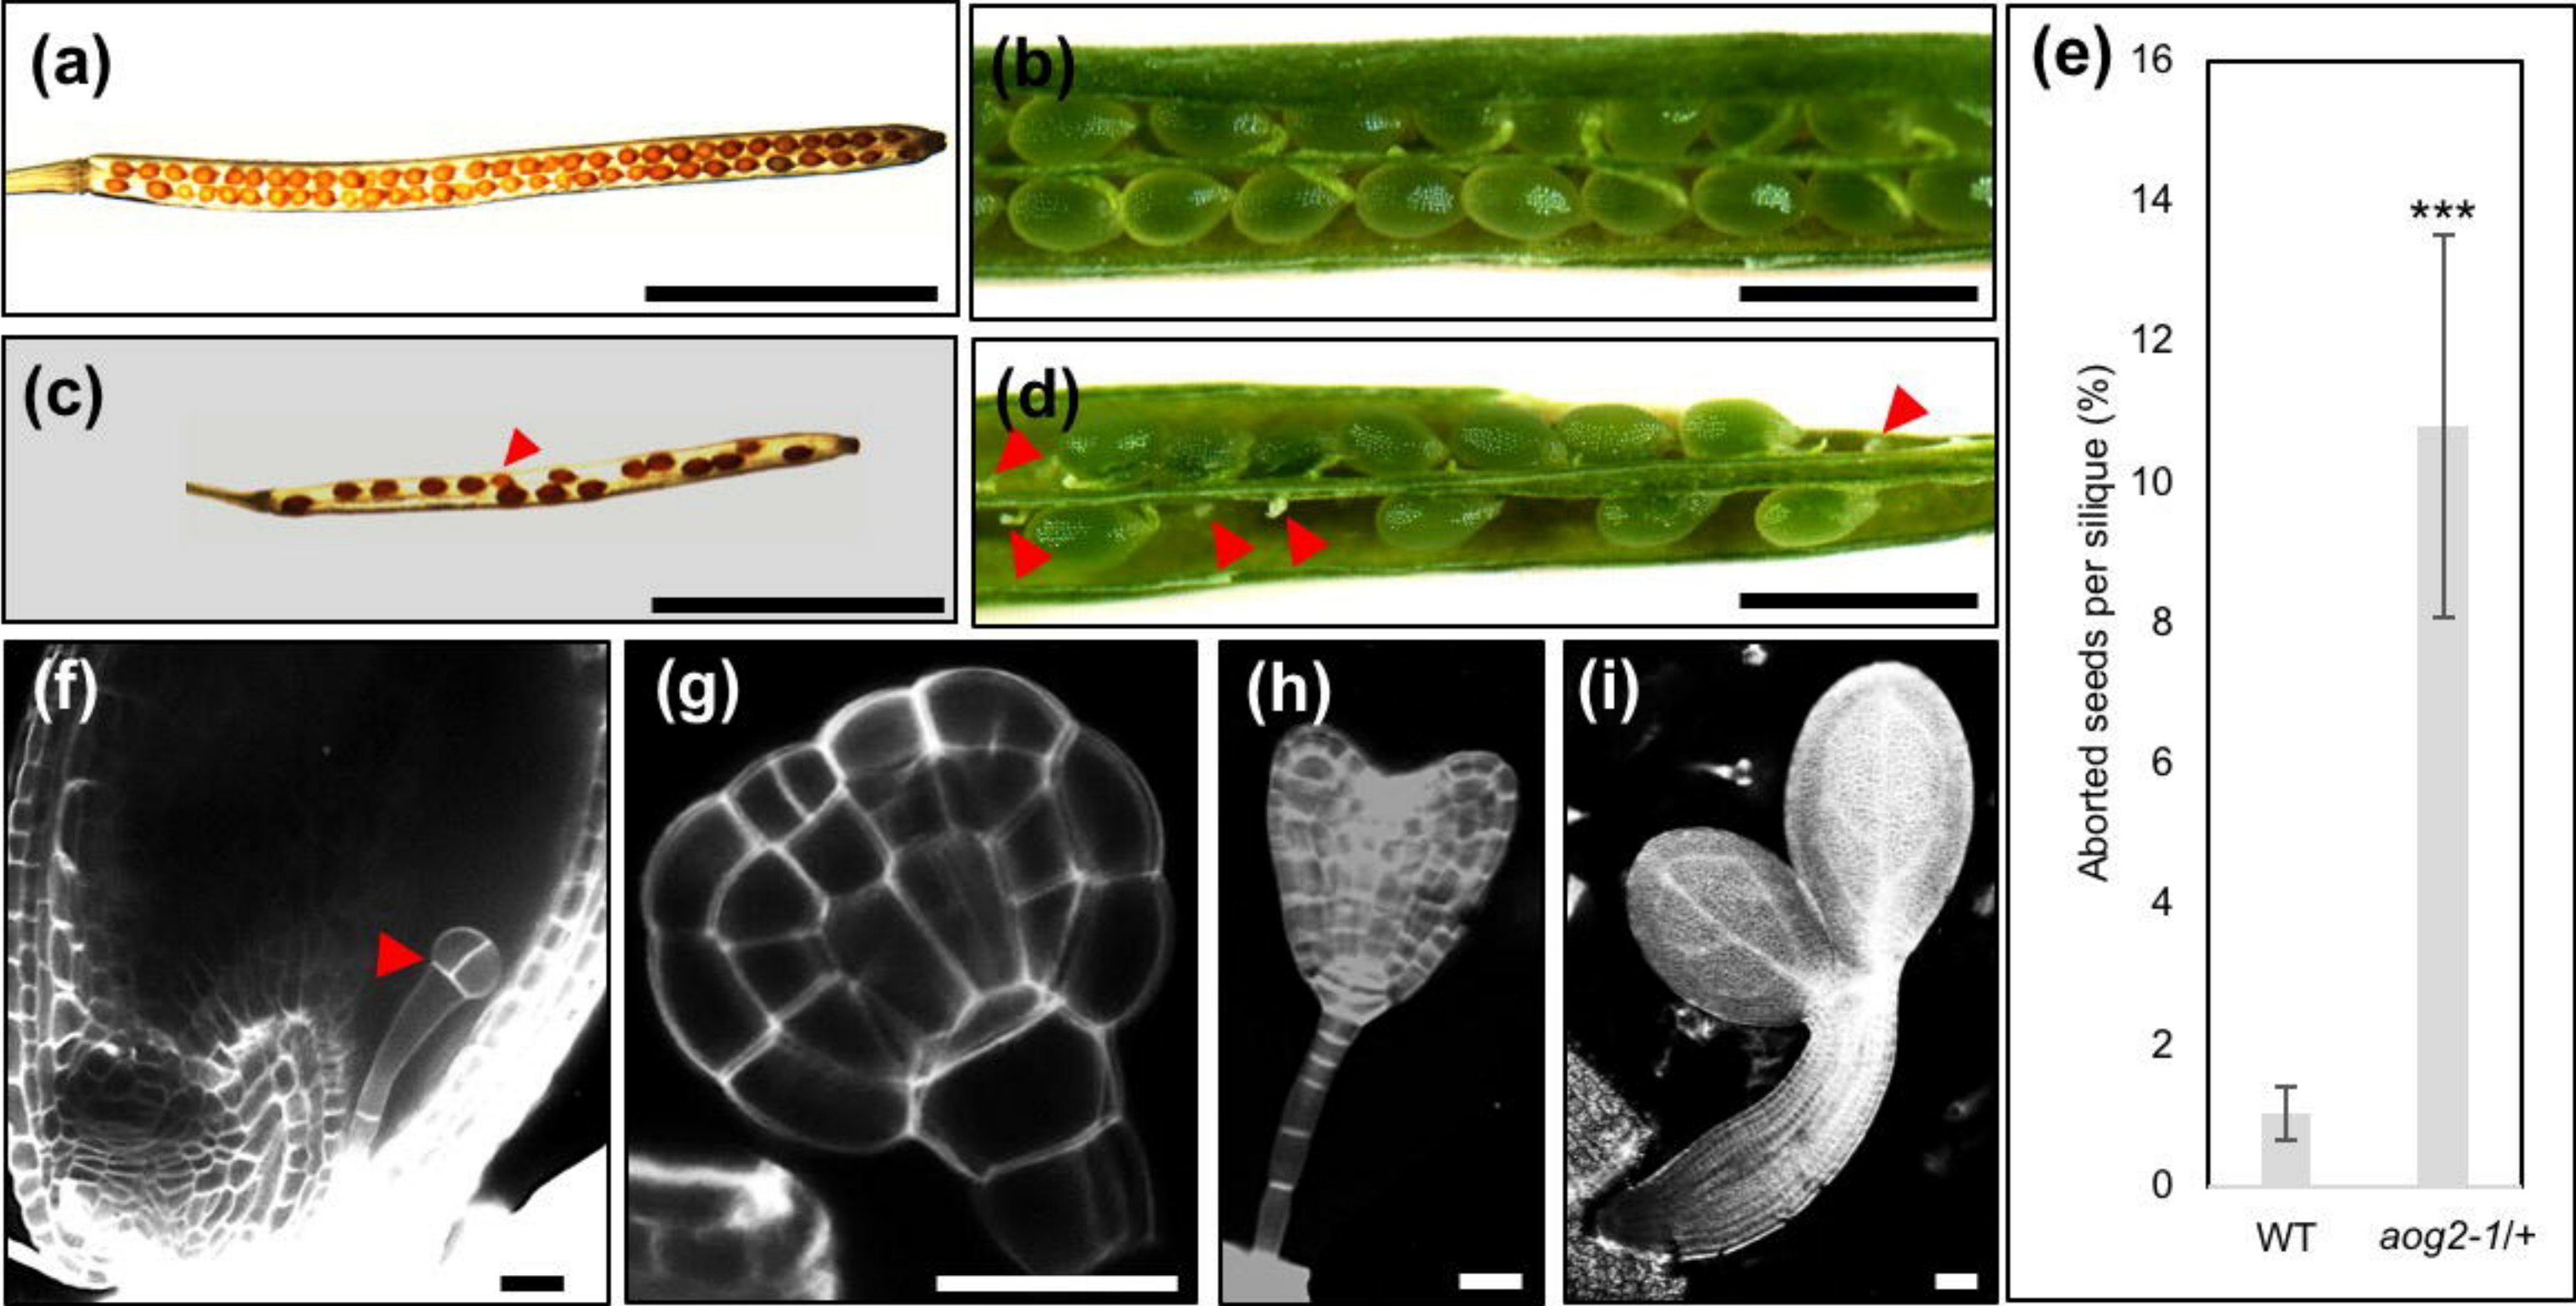 (a)
(b)
(c)
(d)
(e)
16
14
12
10
8
6
4
2
0
Aborted seeds per silique (%)
***
WT
aog2-1/+
(f)
(g)
(h)
(i)